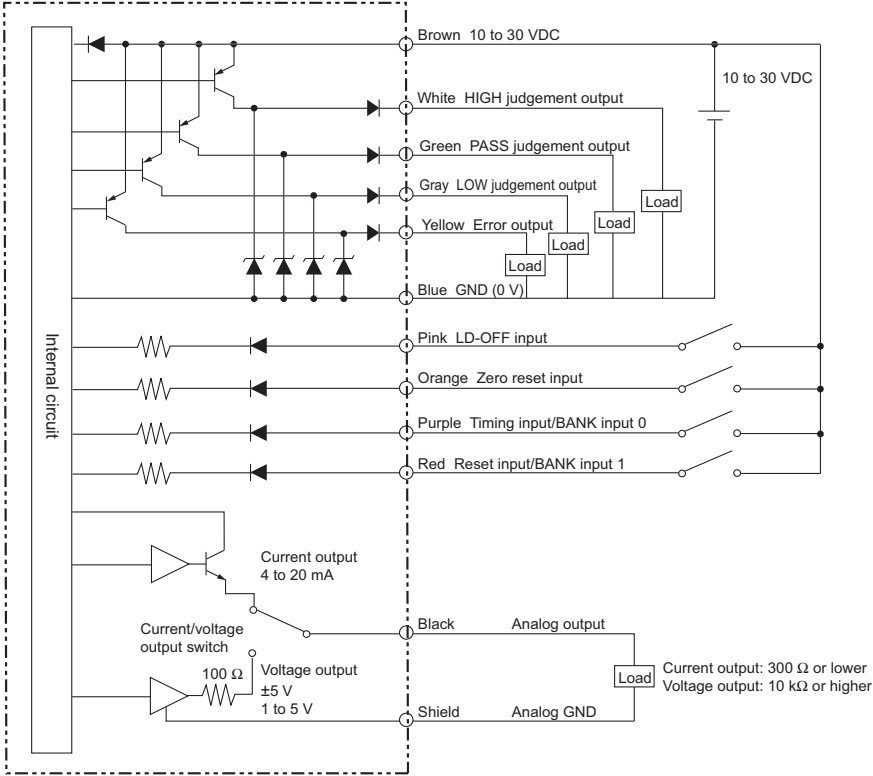 Brown 10 to 30 VDC
10 to 30 VDC
White HIGH judgement output
Green PASS judgement output
Gray LOW judgement output
Load
Load
Yellow Error output
Load
Load
Blue GND (0 V)
Internal circuit
Pink LD-OFF input
Orange Zero reset input
Purple Timing input/BANK input 0
Red Reset input/BANK input 1
Current output
4 to 20 mA
Current/voltage
output switch
Black Analog output
100 Ω
Voltage output
±5 V
1 to 5 V
Load
Current output: 300 Ω or lower
Voltage output: 10 kΩ or higher
Shield Analog GND